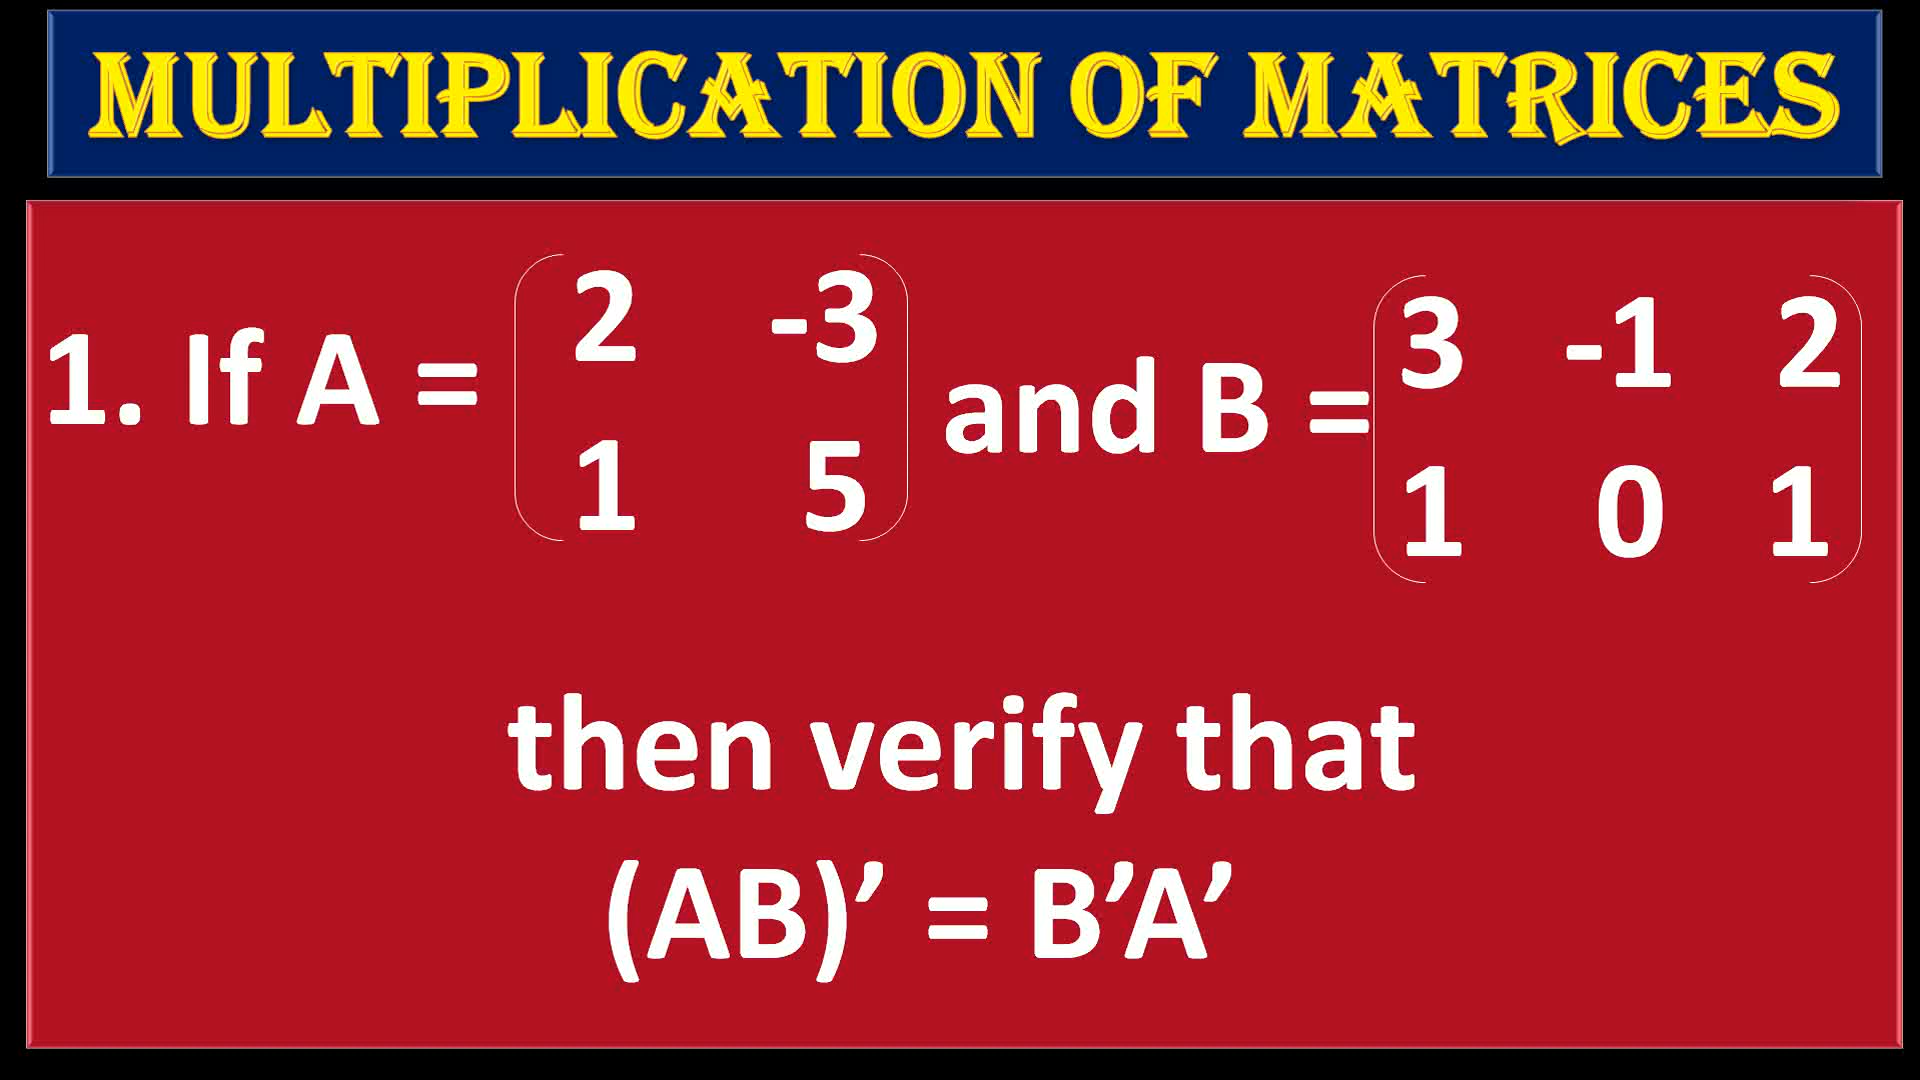 MULTIPLICATION OF MATRICES
2 -3 3 -1 2
1. If A = and B =
1 5 1 0 1
then verify that
(AB)’ = B’A’